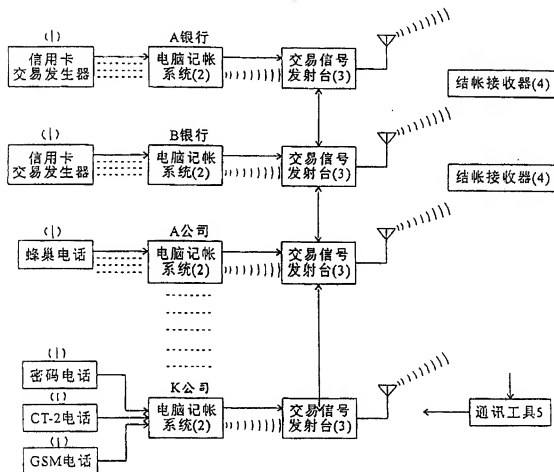 A银行
信用卡
交易发生器
电脑记帐
系统(2)
交易信号
发射台(3)
结帐接收器(4)
B银行
信用卡
交易发生器
电脑记帐
系统(2)
交易信号
发射台(3)
结帐接收器(4)
A公司
蜂巢电话
电脑记帐
系统(2)
交易信号
发射台(3)
K公司
密码电话
CT-2电话
GSM电话
电脑记帐
系统(2)
交易信号
发射台(3)
通讯工具5